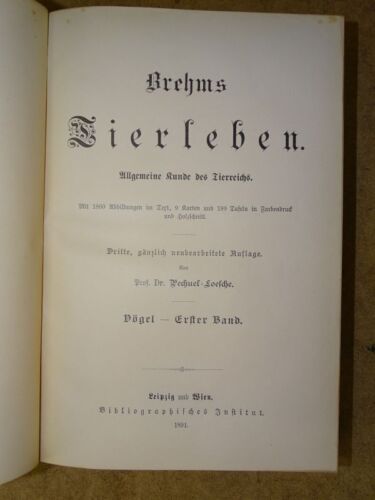 Brehms
Tierleben.
Allgemeine Kunde des Tierreichs.
Mit 1800 Abbildungen im Text, 9 Karten und 180 Tafeln in Farbendruck
und Holzschnitt.
Dritte, gänzlich neubearbeitete Auflage.
Von
Prof. Dr. Pechuel-Loesche.
Vögel — Erster Band.
Leipzig und Wien.
Bibliographisches Institut.
1891.